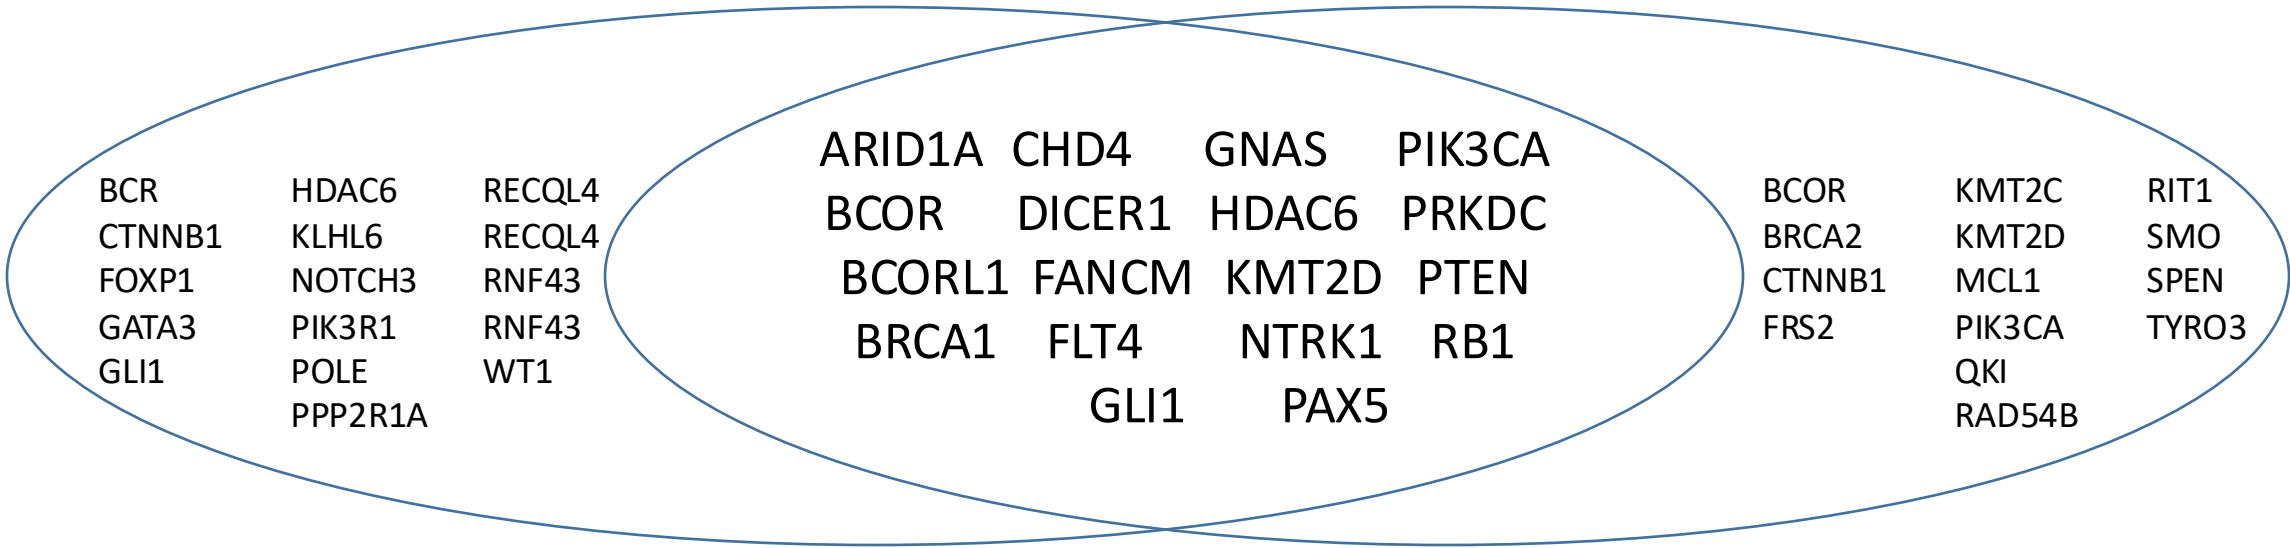 BCR HDAC6 RECQL4
CTNNB1 KLHL6 RECQL4
FOXP1 NOTCH3 RNF43
GATA3 PIK3R1 RNF43
GLI1 POLE WT1
PPP2R1A
ARID1A CHD4 GNAS PIK3CA
BCOR DICER1 HDAC6 PRKDC
BCORL1 FANCM KMT2D PTEN
BRCA1 FLT4 NTRK1 RB1
GLI1 PAX5
BCOR KMT2C RIT1
BRCA2 KMT2D SMO
CTNNB1 MCL1 SPEN
FRS2 PIK3CA TYRO3
QKI
RAD54B